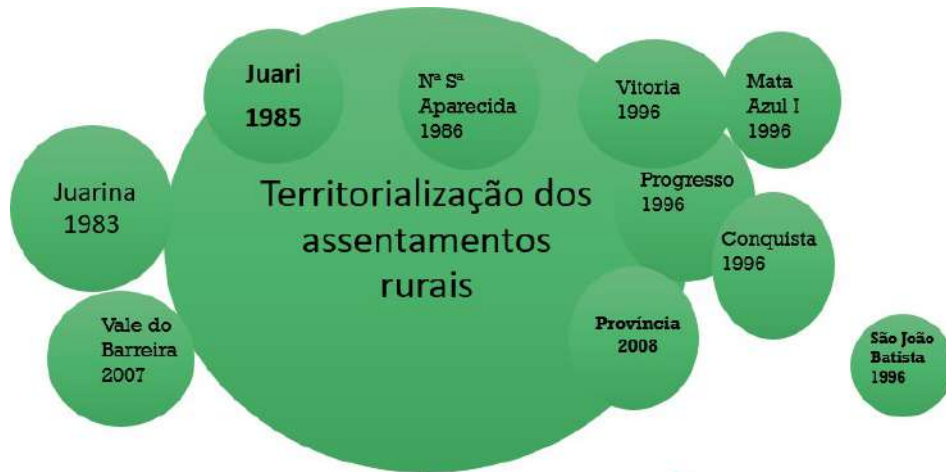 Juari
1985
Nª Sª
Aparecida
1986
Vitoria
1996
Mata
Azul I
1996
Juarina
1983
Territorialização dos
assentamentos
rurais
Progresso
1996
Conquista
1996
Vale do
Barreira
2007
Província
2008
São João
Batista
1996